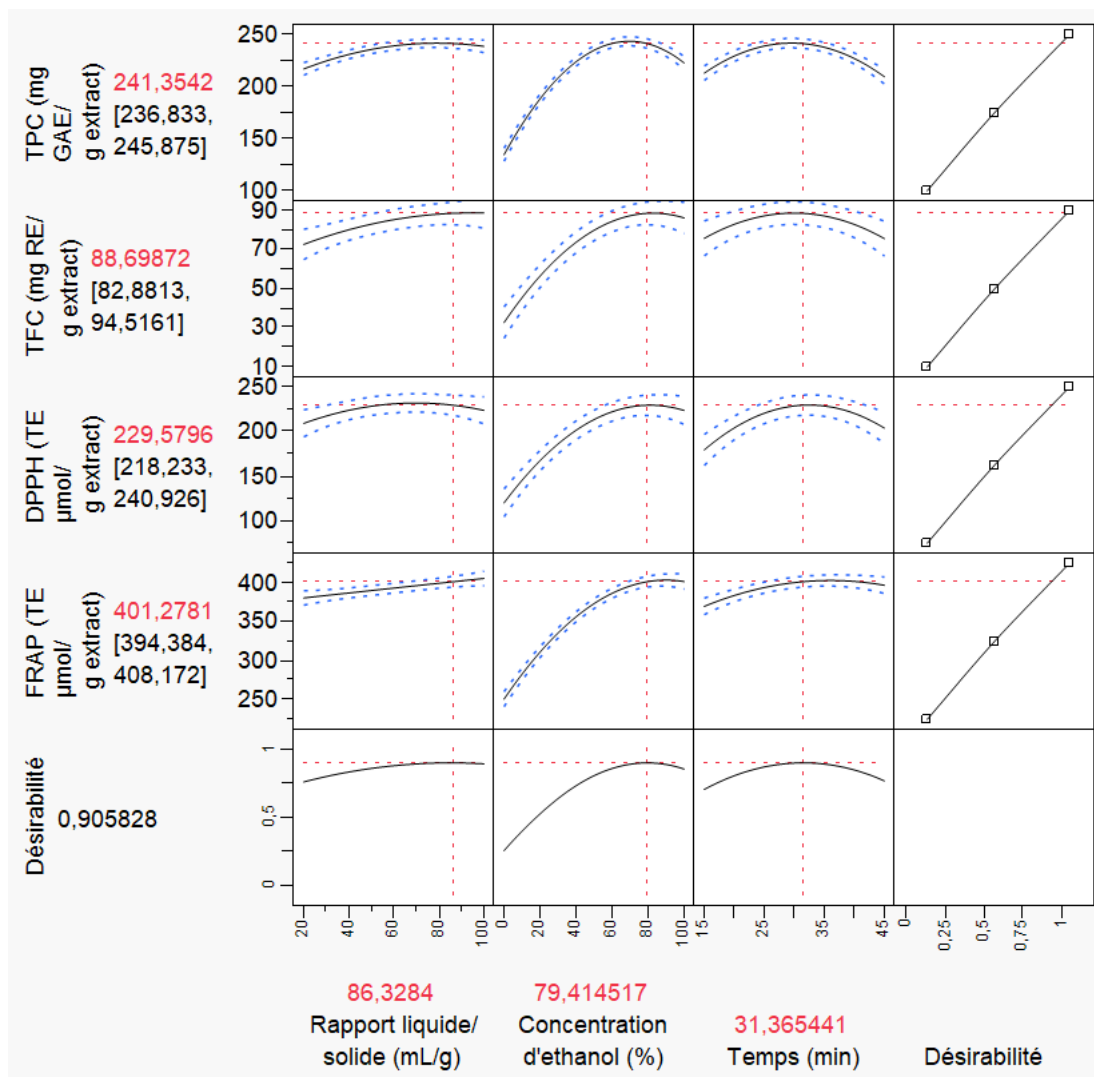 TPC (mg
GAE/
g extract)
241,3542
[236,833,
245,875]
250
200
150
100
TFC (mg RE/
g extract)
88,69872
[82,8813,
94,5161]
90
70
50
30
10
DPPH (TE
µmol/
g extract)
229,5796
[218,233,
240,926]
250
200
150
100
FRAP (TE
µmol/
g extract)
401,2781
[394,384,
408,172]
400
350
300
250
Désirabilité
0,905828
1
0,5
0
20 40 60 80 100
0 20 40 60 80 100
15 25 35 45
0 0,25 0,5 0,75 1
86,3284
Rapport liquide/
solide (mL/g)
79,414517
Concentration
d'ethanol (%)
31,365441
Temps (min)
Désirabilité